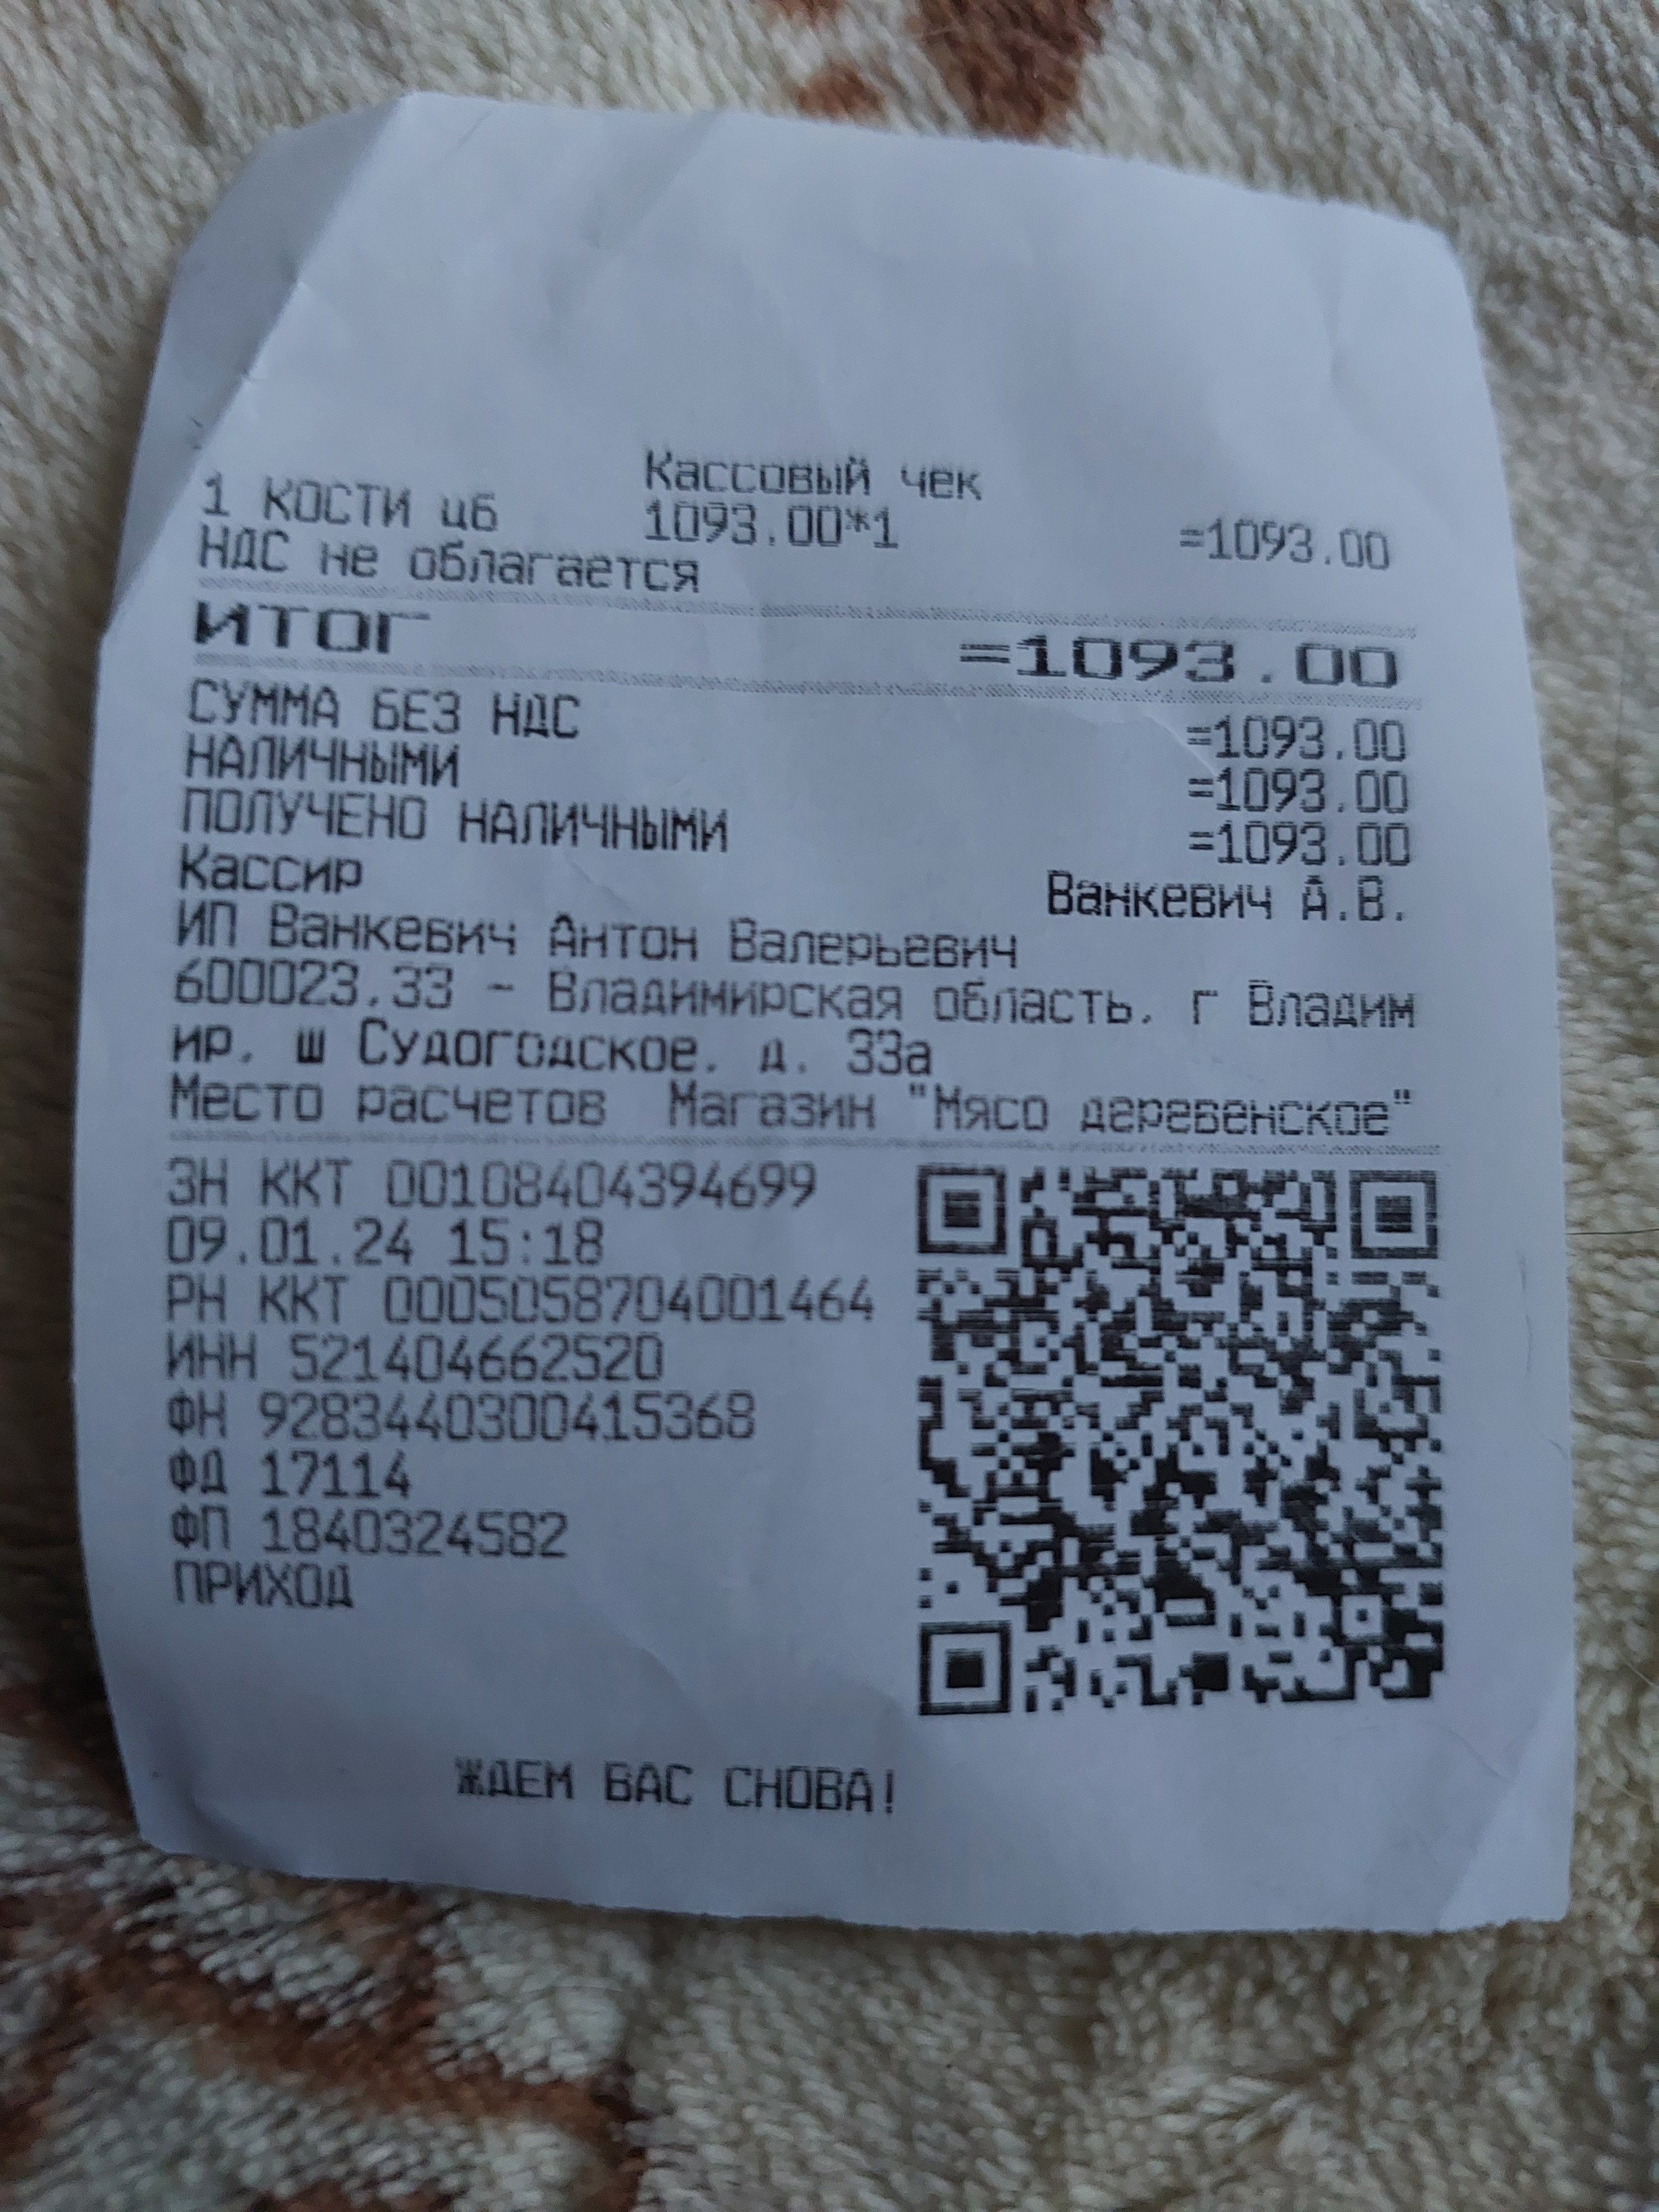 Кассовый чек
1 КОСТИ цб 1093.00*1 =1093.00
НДС не облагается
ИТОГ =1093.00
СУММА БЕЗ НДС =1093.00
НАЛИЧНЫМИ =1093.00
ПОЛУЧЕНО НАЛИЧНЫМИ =1093.00
Кассир Ванкевич А.В.
ИП Ванкевич Антон Валерьевич
600023,33 - Владимирская область, г Владим
ир, ш Судогодское, д. 33а
Место расчетов Магазин "Мясо деревенское"
ЗН ККТ 00108404394699
09.01.24 15:18
РН ККТ 0005058704001464
ИНН 521404662520
ФН 9283440300415368
ФД 17114
ФП 1840324582
ПРИХОД
ЖДЕМ ВАС СНОВА!